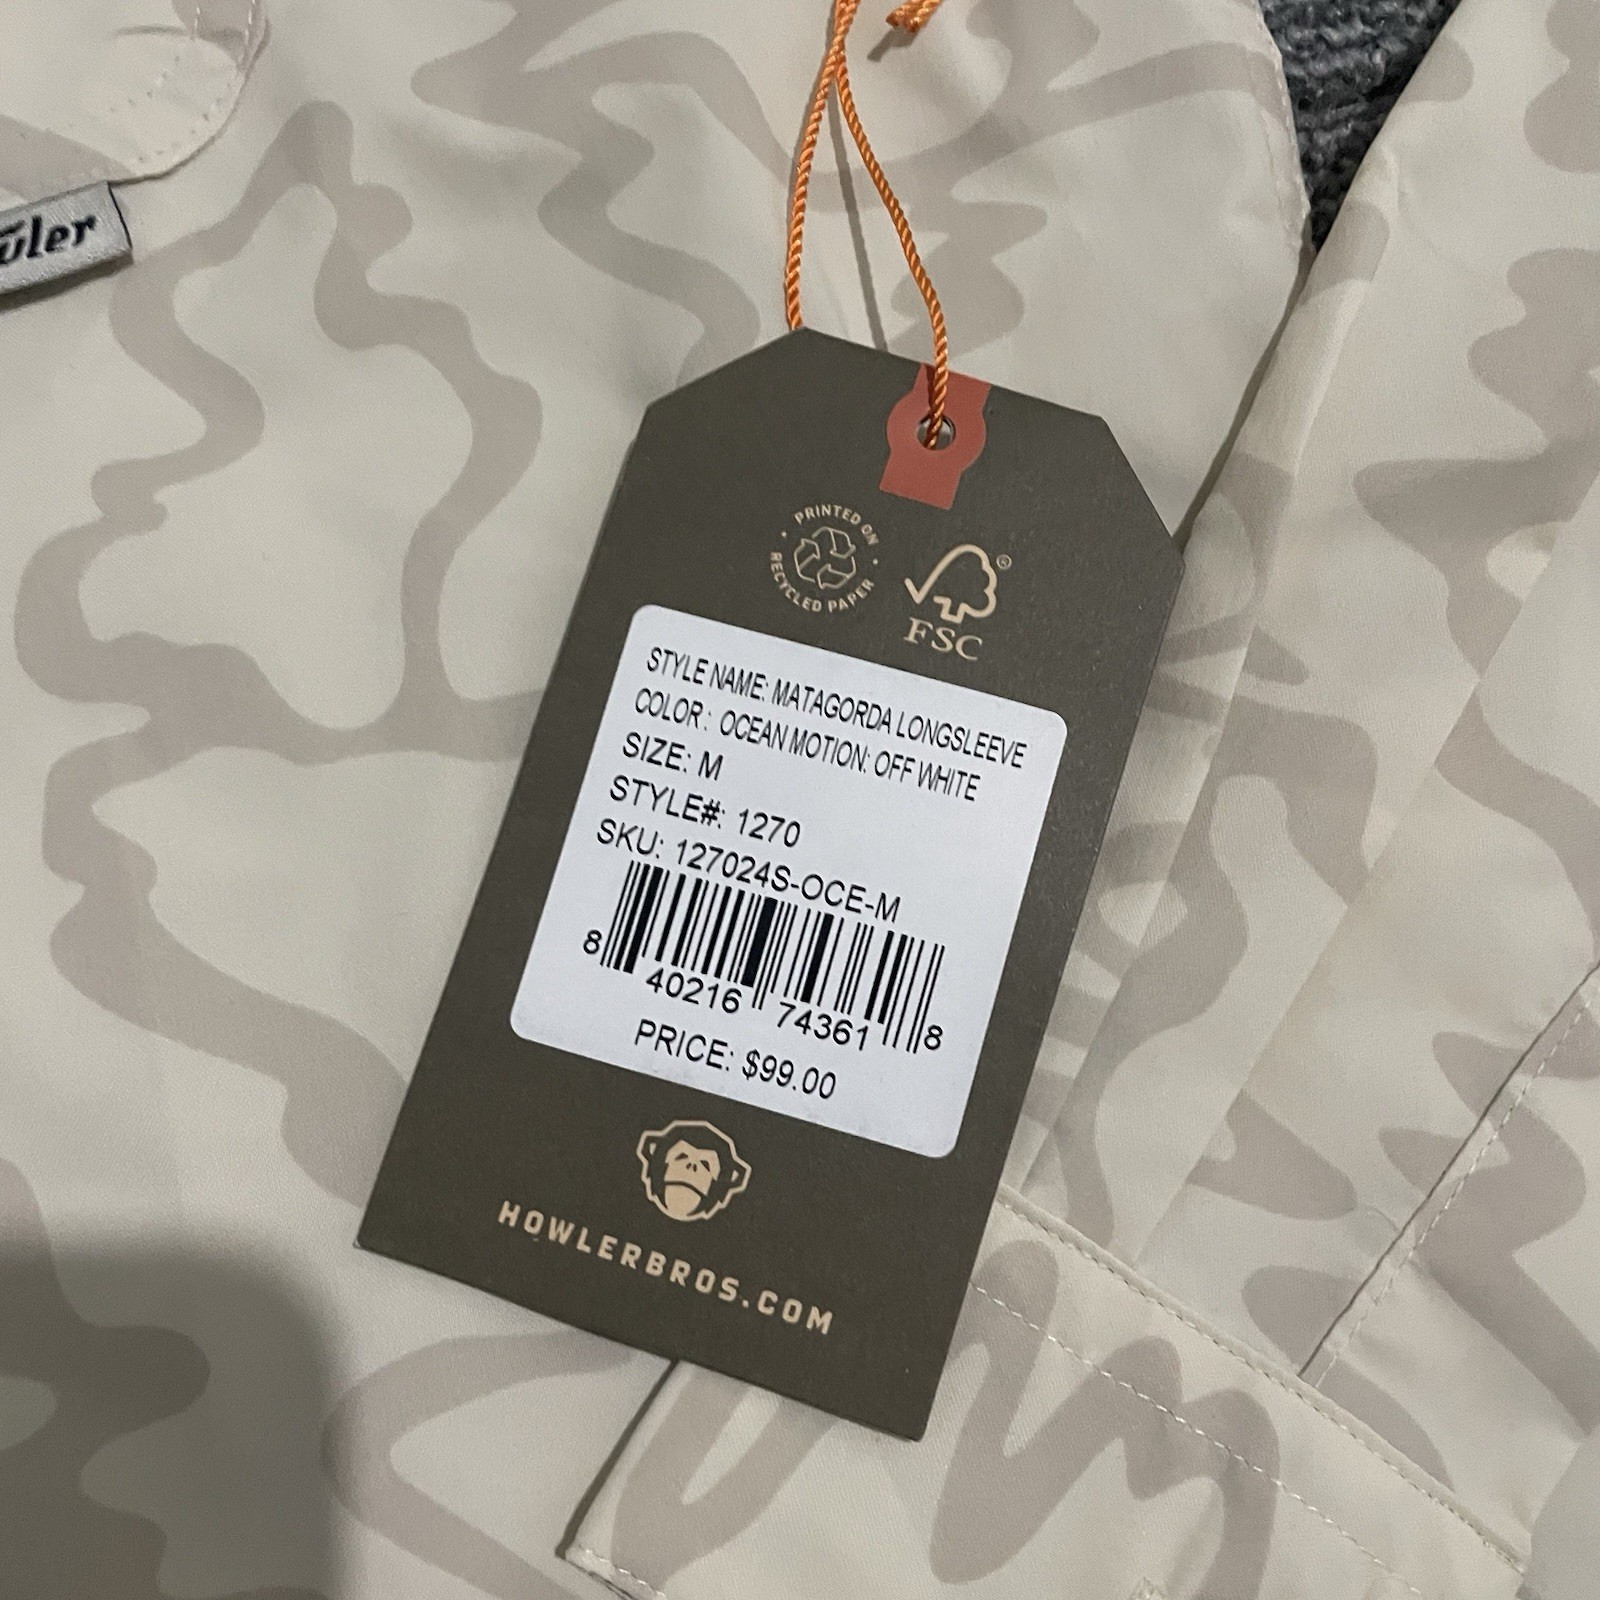 uler
PRINTED ON
RECYCLED PAPER
®
FSC
STYLE NAME: MATAGORDA LONGSLEEVE
COLOR: OCEAN MOTION: OFF WHITE
SIZE: M
STYLE#: 1270
SKU: 127024S-OCE-M
8 40216 74361 8
PRICE: $99.00
HOWLERBROS.COM